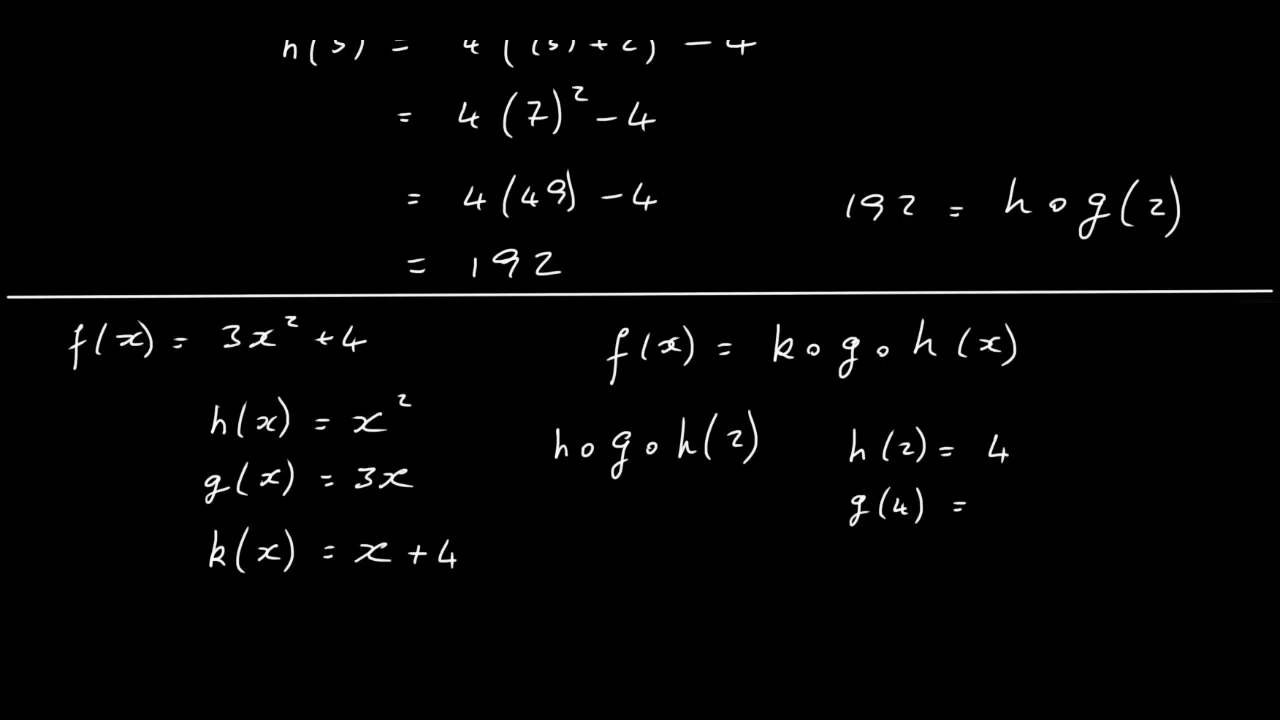 = 4(7)² - 4
= 4(49) - 4
192 = h∘g(2)
= 192
f(x) = 3x² + 4
f(x) = k∘g∘h(x)
h(x) = x²
h∘g∘h(2)
h(2) = 4
g(x) = 3x
g(4) =
k(x) = x + 4